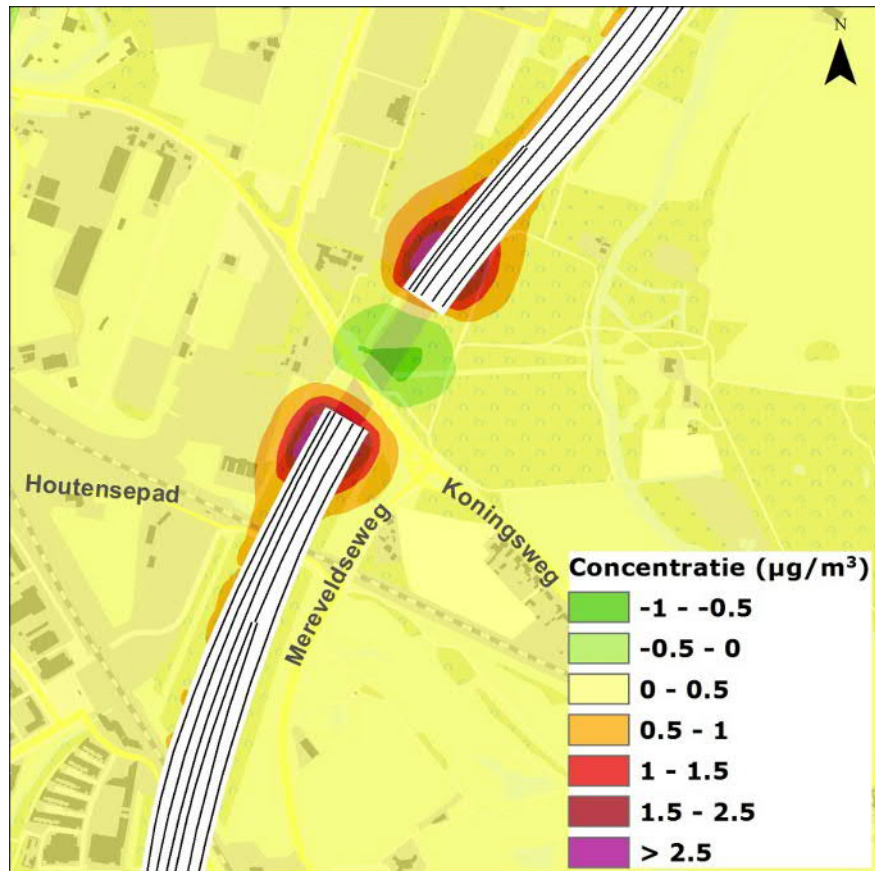 N
Houtensepad
Mereveldseweg
Koningsweg
Concentratie (µg/m³)
-1 - -0.5
-0.5 - 0
0 - 0.5
0.5 - 1
1 - 1.5
1.5 - 2.5
> 2.5